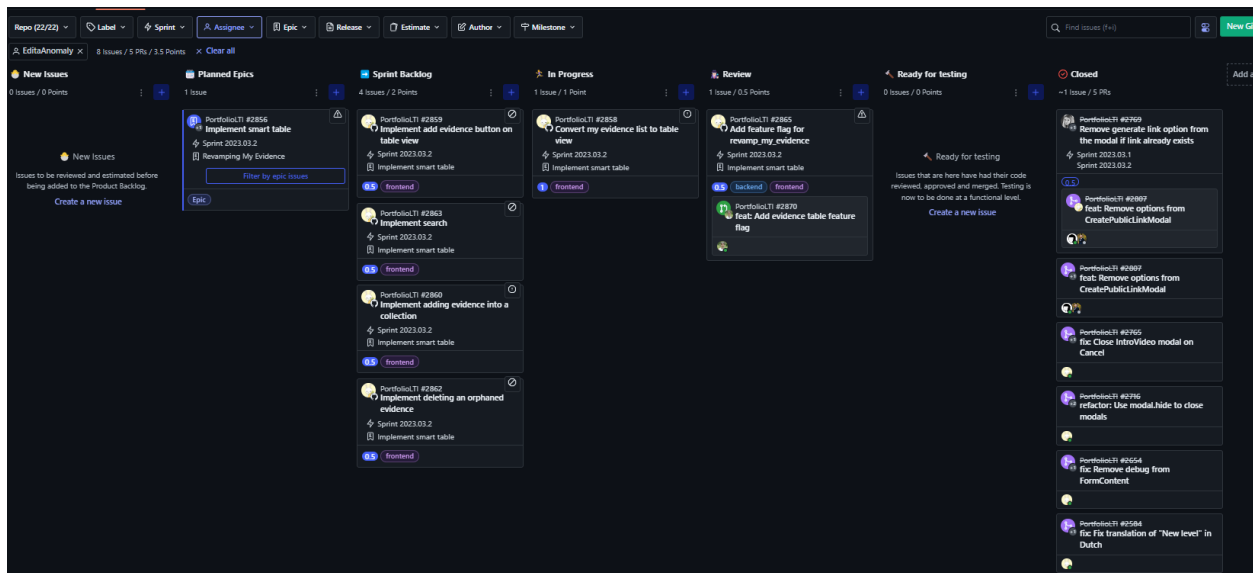 Repo (22/22)
Label
Sprint
Assignee
Epic
Release
Estimate
Author
Milestone
Find issues (f+i)
New Gi
EditaAnomaly ×
8 Issues / 5 PRs / 3.5 Points
× Clear all
New Issues
0 Issues / 0 Points
New Issues
Issues to be reviewed and estimated before
being added to the Product Backlog.
Create a new issue
Planned Epics
1 Issue
PortfolioLTI #2856
Implement smart table
Sprint 2023.03.2
Revamping My Evidence
Filter by epic issues
Epic
Sprint Backlog
4 Issues / 2 Points
PortfolioLTI #2859
Implement add evidence button on
table view
Sprint 2023.03.2
Implement smart table
0.5 frontend
PortfolioLTI #2863
Implement search
Sprint 2023.03.2
Implement smart table
0.5 frontend
PortfolioLTI #2860
Implement adding evidence into a
collection
Sprint 2023.03.2
Implement smart table
0.5 frontend
PortfolioLTI #2862
Implement deleting an orphaned
evidence
Sprint 2023.03.2
Implement smart table
0.5 frontend
In Progress
1 Issue / 1 Point
PortfolioLTI #2858
Convert my evidence list to table
view
Sprint 2023.03.2
Implement smart table
1 frontend
Review
1 Issue / 0.5 Points
PortfolioLTI #2865
Add feature flag for
revamp_my_evidence
Sprint 2023.03.2
Implement smart table
0.5 backend frontend
PortfolioLTI #2870
feat: Add evidence table feature
flag
Ready for testing
0 Issues / 0 Points
Ready for testing
Issues that are here have had their code
reviewed, approved and merged. Testing is
now to be done at a functional level.
Create a new issue
Closed
~1 Issue / 5 PRs
PortfolioLTI #2769
Remove generate link option from
the modal if link already exists
Sprint 2023.03.1
Sprint 2023.03.2
0.5
PortfolioLTI #2807
feat: Remove options from
CreatePublicLinkModal
PortfolioLTI #2807
feat: Remove options from
CreatePublicLinkModal
PortfolioLTI #2765
fix: Close IntroVideo modal on
Cancel
PortfolioLTI #2716
refactor: Use modal.hide to close
modals
PortfolioLTI #2654
fix: Remove debug from
FormContent
PortfolioLTI #2584
fix: Fix translation of "New level" in
Dutch
Add a